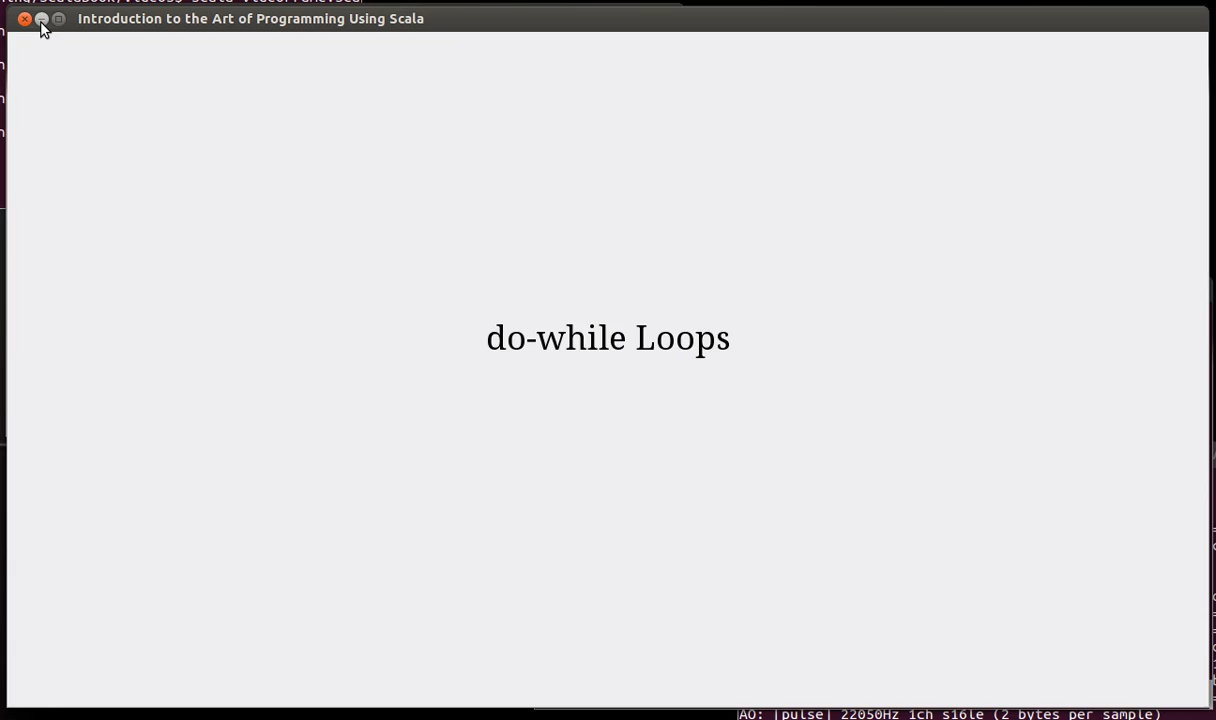 Introduction to the Art of Programming Using Scala
do-while Loops
AO: [pulse] 22050Hz 1ch s16le (2 bytes per sample)